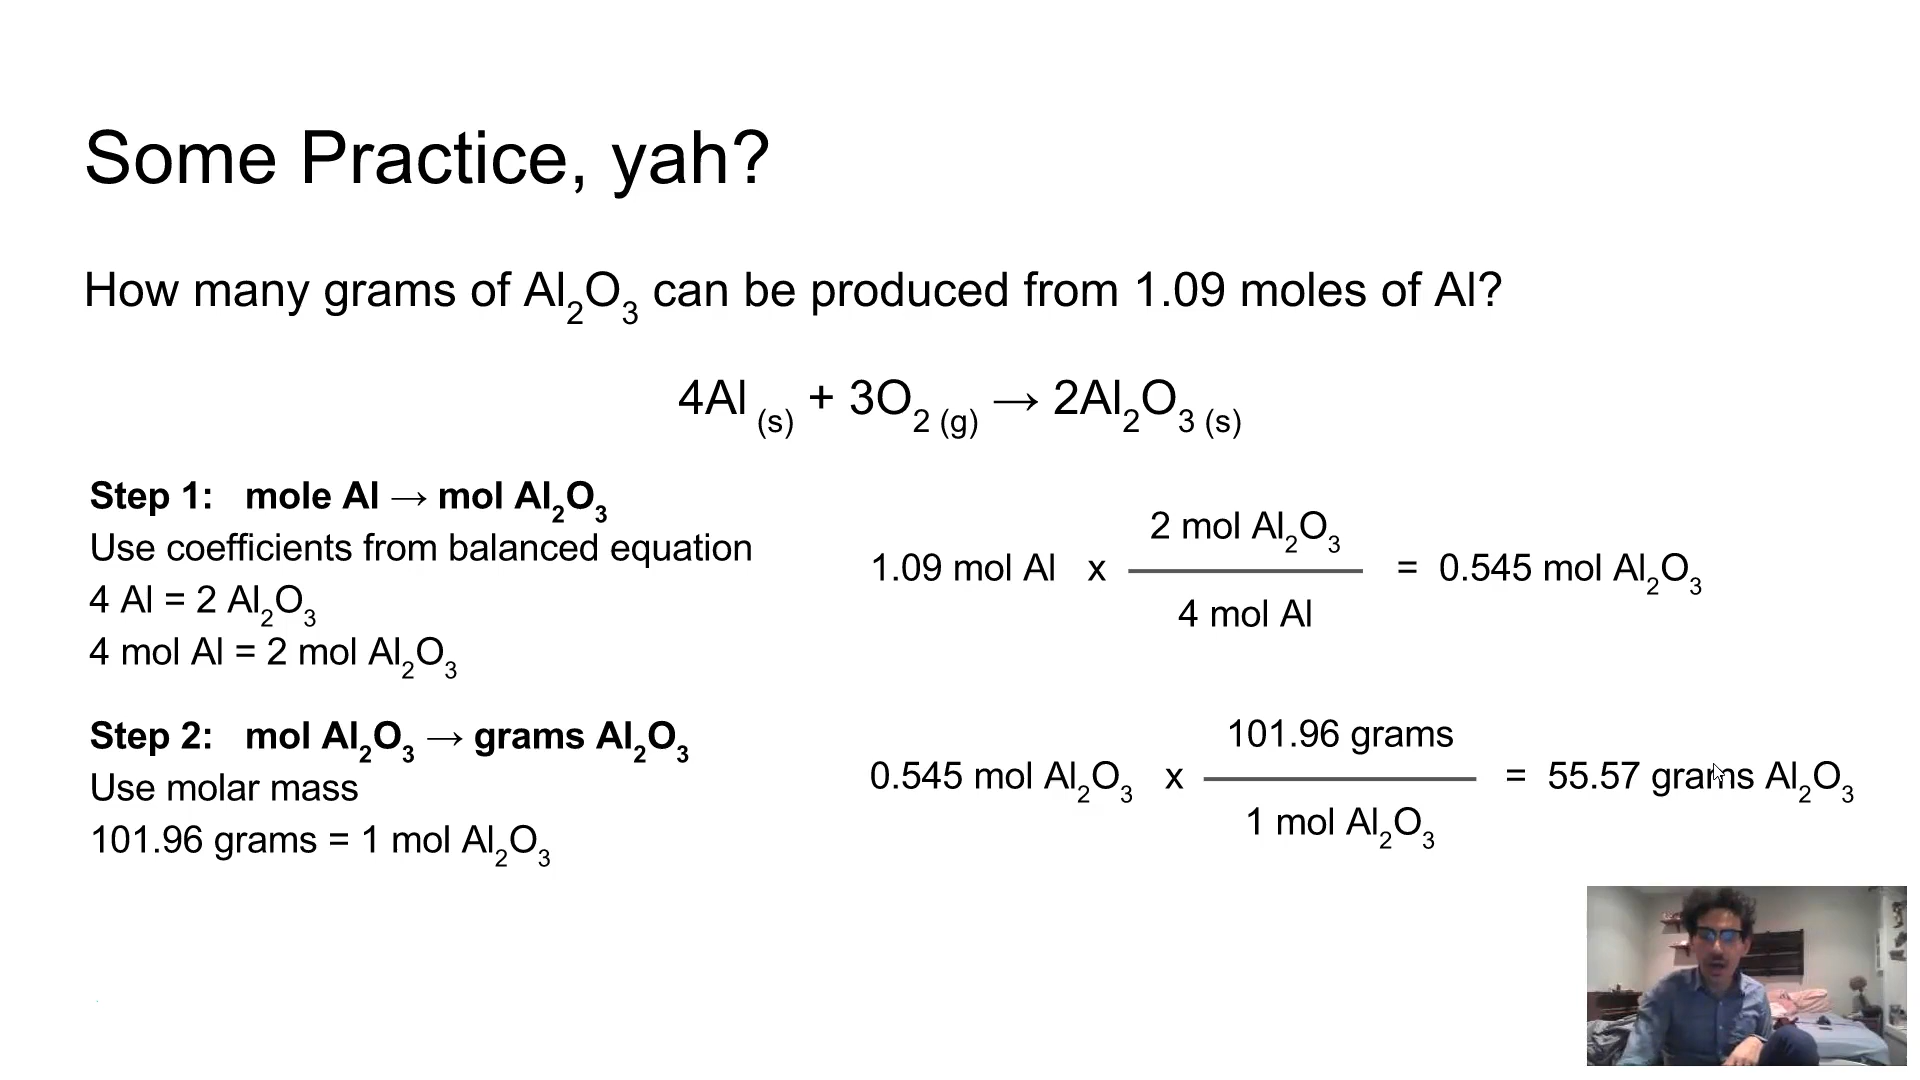 Some Practice, yah?
How many grams of Al₂O₃ can be produced from 1.09 moles of Al?
4Al (s) + 3O₂ (g) → 2Al₂O₃ (s)
Step 1: mole Al → mol Al₂O₃
Use coefficients from balanced equation
4 Al = 2 Al₂O₃
4 mol Al = 2 mol Al₂O₃
2 mol Al₂O₃
1.09 mol Al x = 0.545 mol Al₂O₃
4 mol Al
Step 2: mol Al₂O₃ → grams Al₂O₃
Use molar mass
101.96 grams = 1 mol Al₂O₃
101.96 grams
0.545 mol Al₂O₃ x = 55.57 grams Al₂O₃
1 mol Al₂O₃